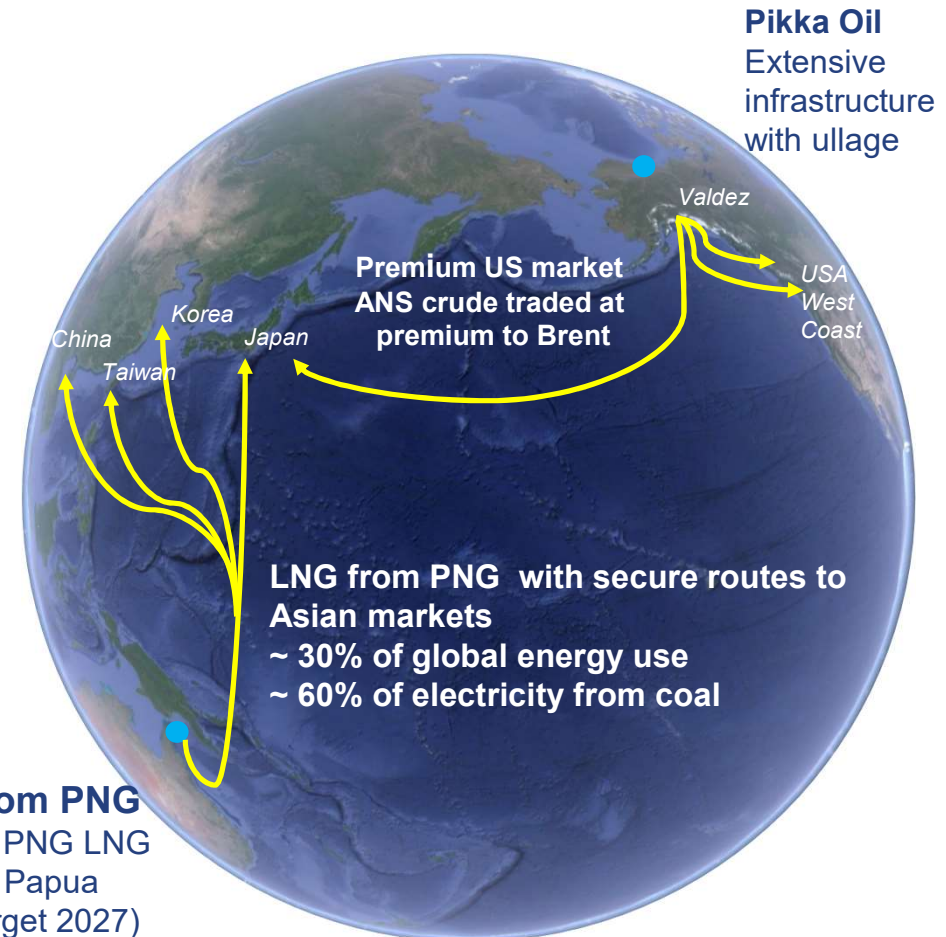 Pikka Oil
Extensive
infrastructure
with ullage
Valdez
USA
West
Coast
Premium US market
ANS crude traded at
premium to Brent
Korea
Japan
China
Taiwan
LNG from PNG with secure routes to
Asian markets
~ 30% of global energy use
~ 60% of electricity from coal
om PNG
PNG LNG
Papua
rget 2027)